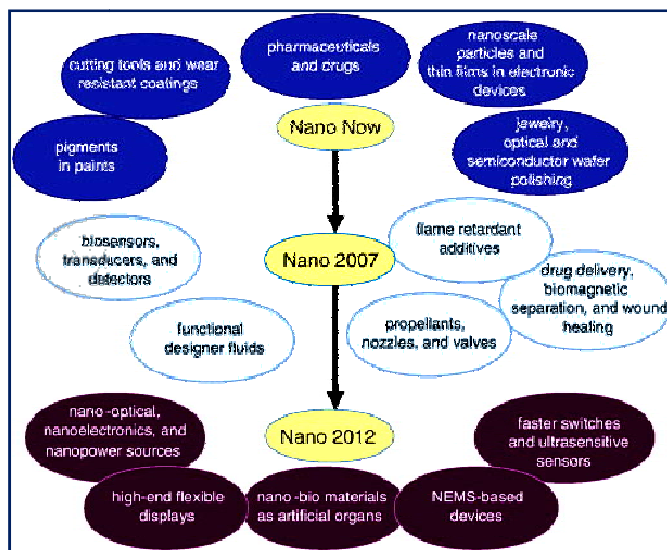 cutting tools and wear
resistant coatings
pharmaceuticals
and drugs
nanoscale
particles and
thin films in electronic
devices
Nano Now
pigments
in paints
jewelry,
optical and
semiconductor wafer
polishing
biosensors,
transducers, and
detectors
Nano 2007
flame retardant
additives
drug delivery,
biomagnetic
separation, and wound
healing
functional
designer fluids
propellants,
nozzles, and valves
nano-optical,
nanoelectronics, and
nanopower sources
Nano 2012
faster switches
and ultrasensitive
sensors
high-end flexible
displays
nano-bio materials
as artificial organs
NEMS-based
devices